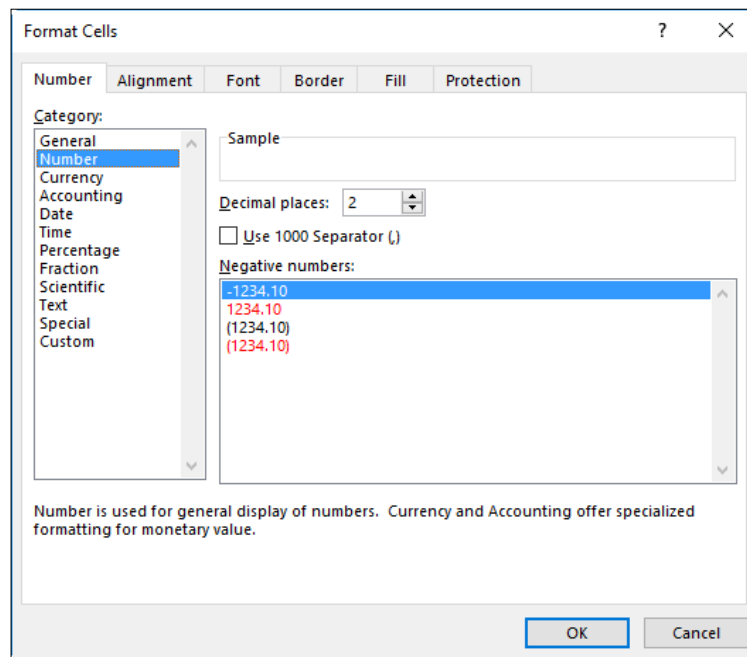 Format Cells ?
Number Alignment Font Border Fill Protection
Category:
General
Number
Currency
Accounting
Date
Time
Percentage
Fraction
Scientific
Text
Special
Custom
Sample
Decimal places: 2
Use 1000 Separator (,)
Negative numbers:
-1234.10
1234.10
(1234.10)
(1234.10)
Number is used for general display of numbers. Currency and Accounting offer specialized
formatting for monetary value.
OK Cancel